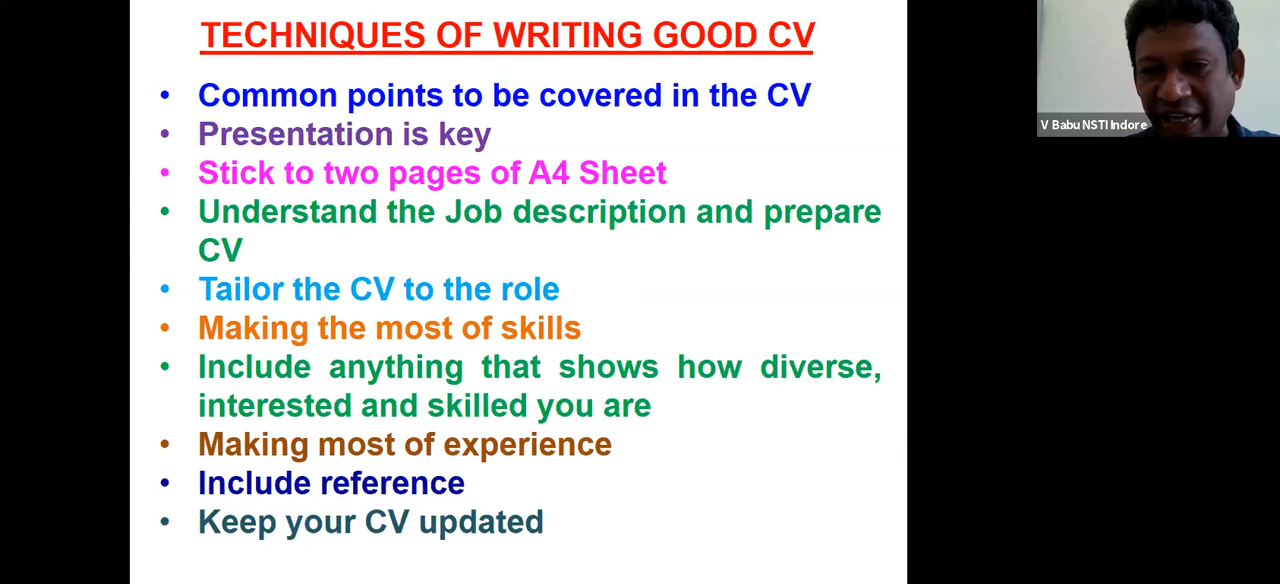 TECHNIQUES OF WRITING GOOD CV
• Common points to be covered in the CV
• Presentation is key
• Stick to two pages of A4 Sheet
• Understand the Job description and prepare
CV
• Tailor the CV to the role
• Making the most of skills
• Include anything that shows how diverse,
interested and skilled you are
• Making most of experience
• Include reference
• Keep your CV updated
V Babu NSTI Indore